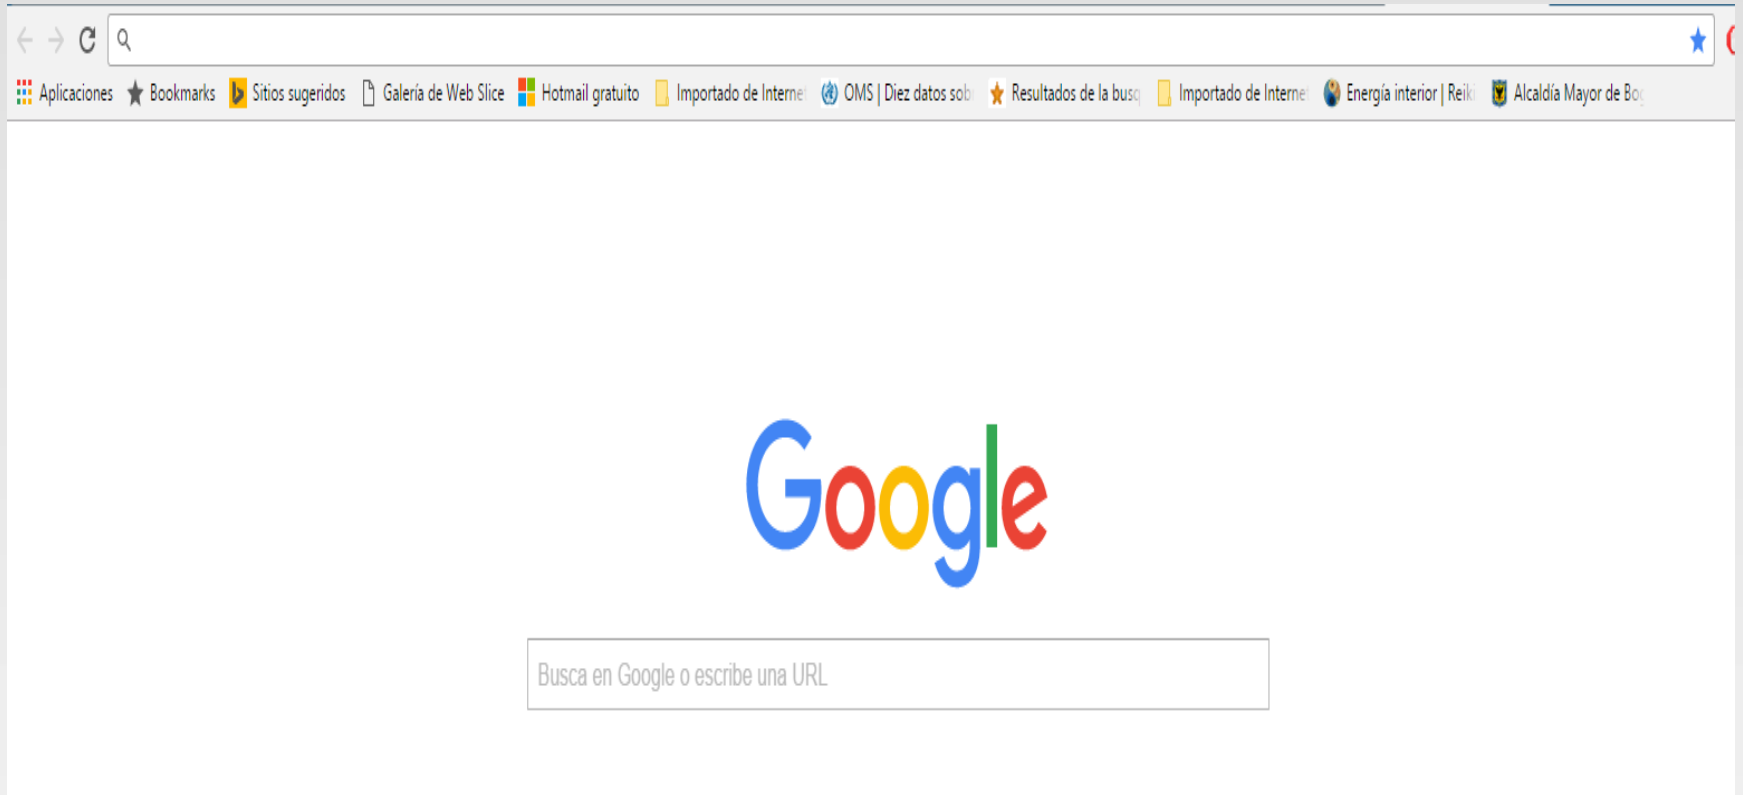 Aplicaciones Bookmarks Sitios sugeridos Galería de Web Slice Hotmail gratuito Importado de Interne OMS | Diez datos sob Resultados de la busq Importado de Interne Energía interior | Reiki Alcaldía Mayor de Bog
Google
Busca en Google o escribe una URL